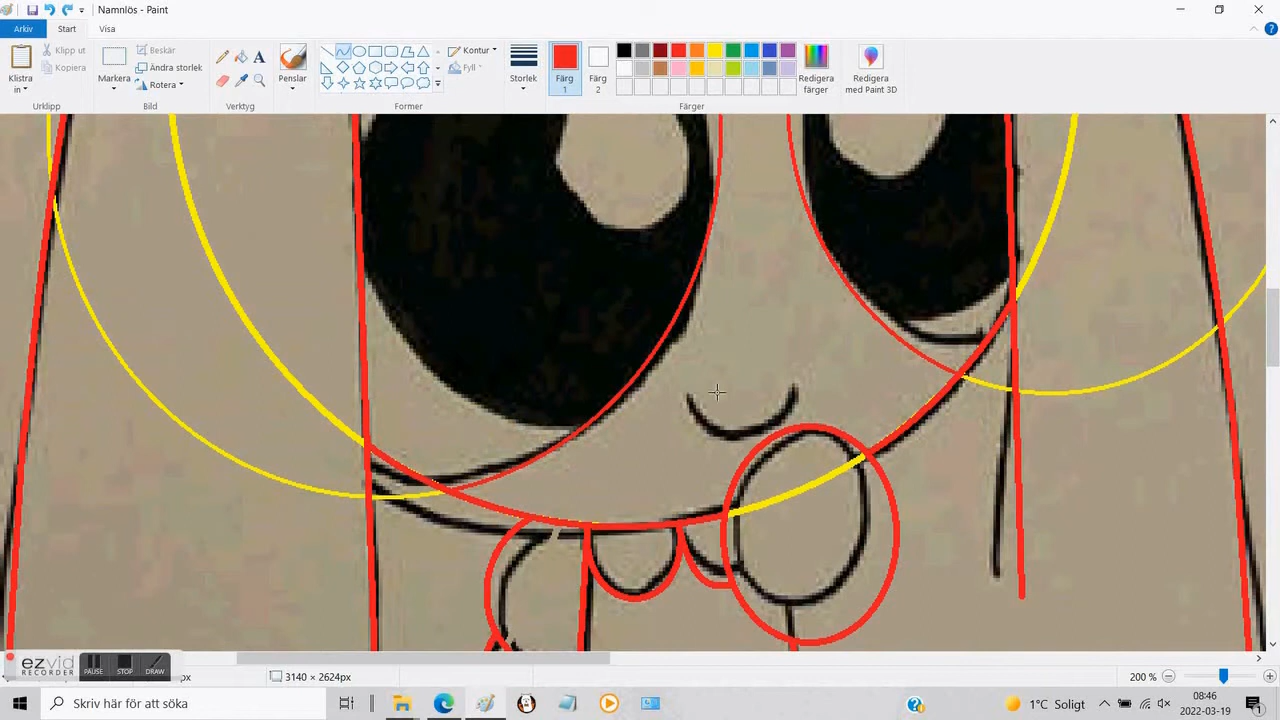 Namnlös - Paint
Arkiv
Start
Visa
Klistra
in
Klipp ut
Kopiera
Urklipp
Markera
Beskär
Ändra storlek
Rotera
Bild
A
Verktyg
Penslar
Former
Kontur
Fyll
Storlek
Färg
1
Färg
2
Redigera
färger
Färger
Redigera
med Paint 3D
ezvid
RECORDER
PAUSE
STOP
DRAW
px
3140 × 2624px
200 %
Skriv här för att söka
1°C Soligt
08:46
2022-03-19
1